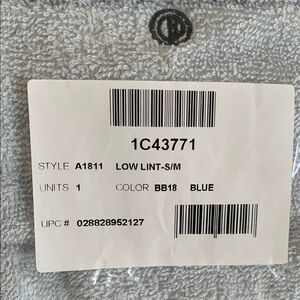 1C43771
STYLE A1811 LOW LINT-S/M
UNITS 1 COLOR BB18 BLUE
UPC # 028828952127